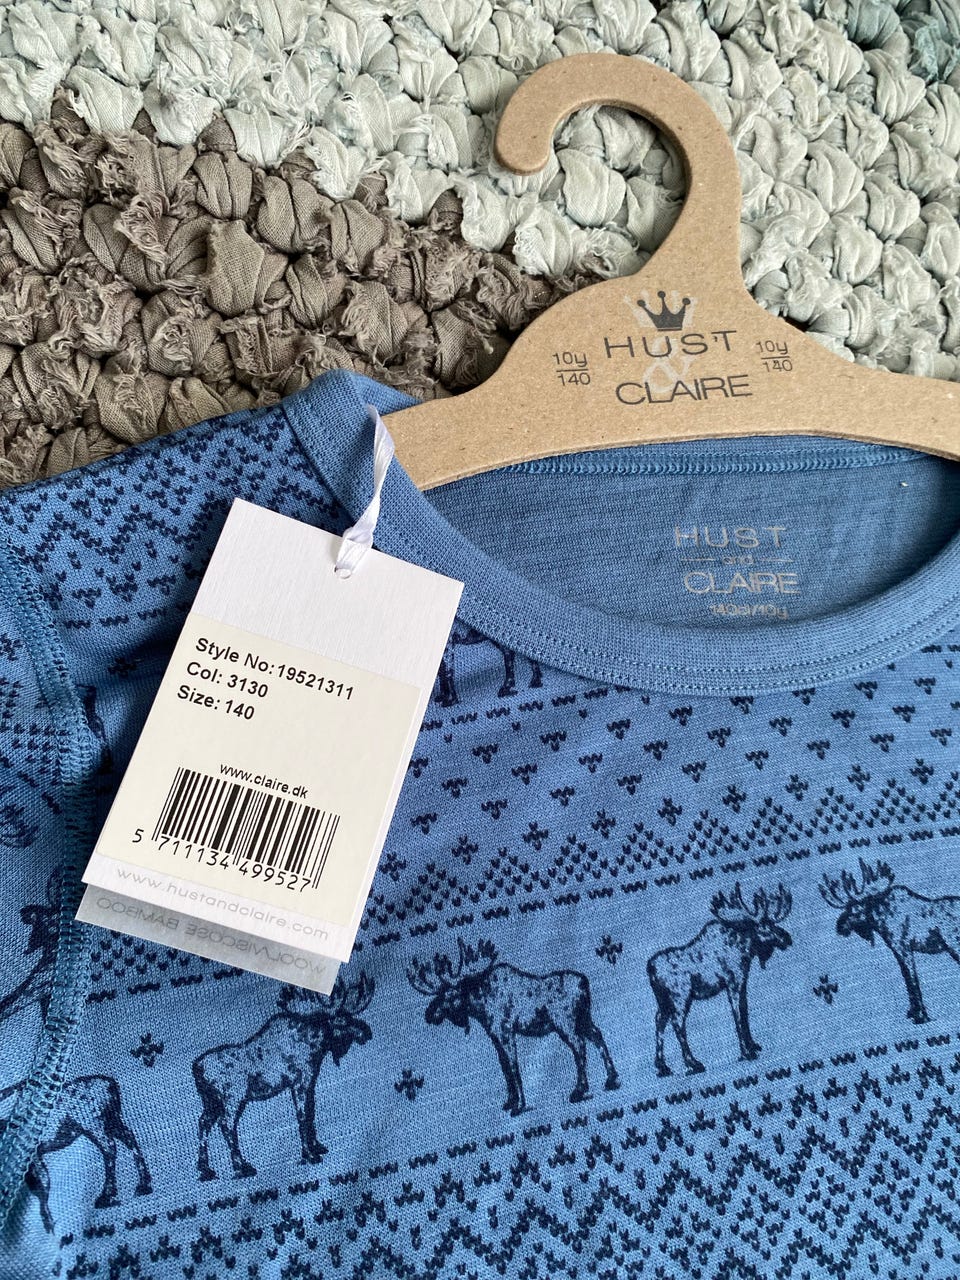 HUST
&
CLAIRE
10y
140
10y
140
HUST
and
CLAIRE
140cl/10y
Style No:19521311
Col: 3130
Size: 140
www.claire.dk
5 711134 499527
www.hustandclaire.com
WOOL/VISCOSE BAMBOO